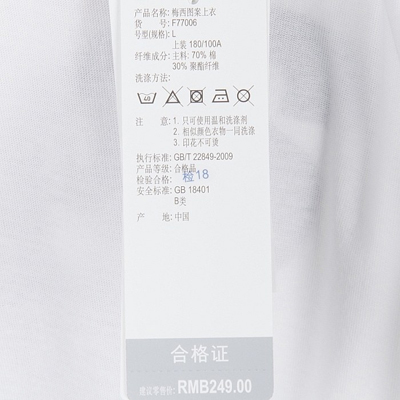 产品名称: 梅西图案上衣
货 号: F77006
号型(规格): L
上装 180/100A
纤维成分: 主料: 70% 棉
30% 聚酯纤维
洗涤方法:
40
注 意: 1. 只可使用温和洗涤剂
2. 相似颜色衣物一同洗涤
3. 印花不可烫
执行标准: GB/T 22849-2009
产品等级: 合格品
检验合格: 检18
安全标准: GB 18401
B类
产 地: 中国
合格证
RMB249.00